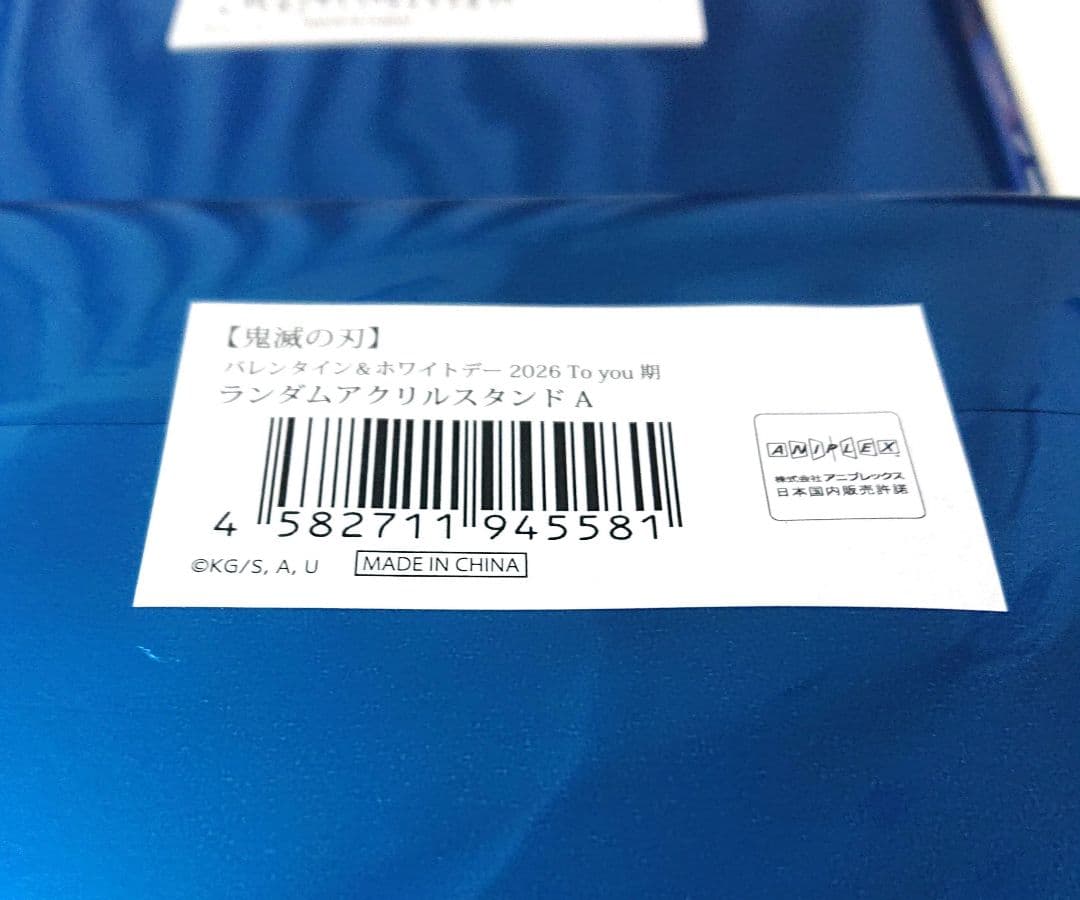 【鬼滅の刃】
バレンタイン＆ホワイトデー 2026 To you 期
ランダムアクリルスタンド A
4 582711 945581
©KG/S, A, U
MADE IN CHINA
ANIPLEX
株式会社アニプレックス
日本国内販売許諾